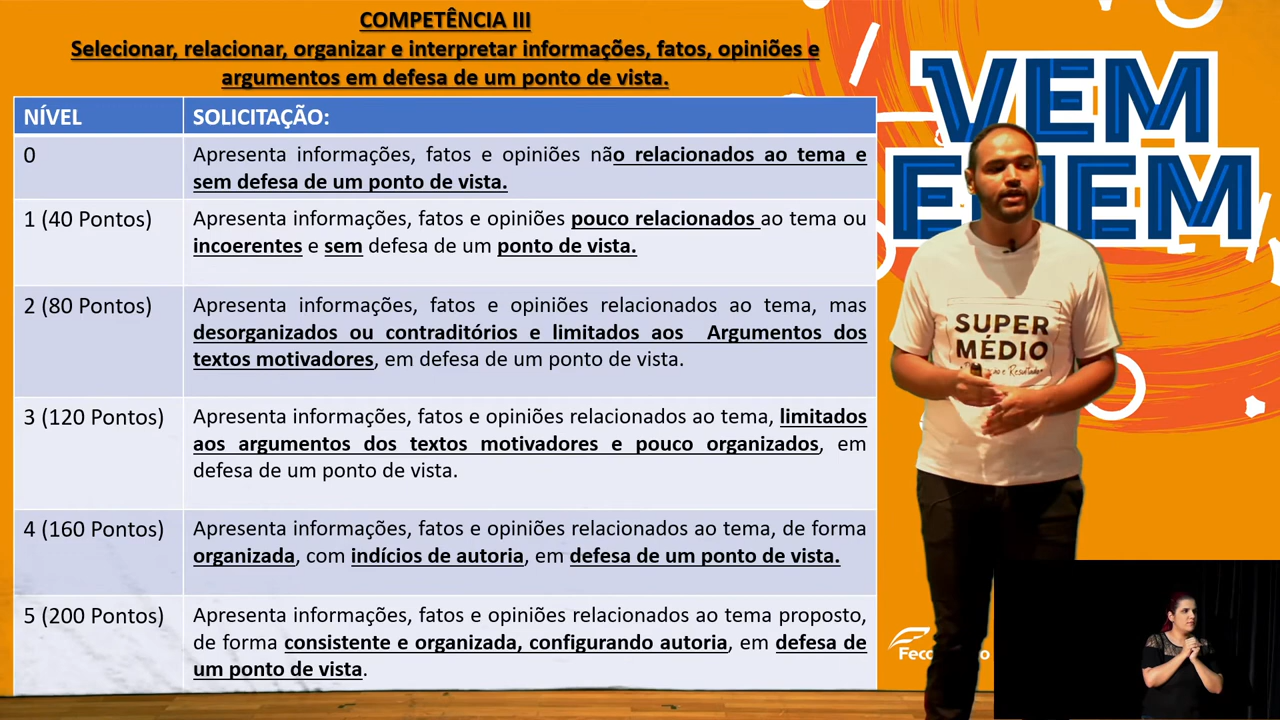 COMPETÊNCIA III
Selecionar, relacionar, organizar e interpretar informações, fatos, opiniões e
argumentos em defesa de um ponto de vista.
NÍVEL SOLICITAÇÃO:
0 Apresenta informações, fatos e opiniões não relacionados ao tema e
sem defesa de um ponto de vista.
1 (40 Pontos) Apresenta informações, fatos e opiniões pouco relacionados ao tema ou
incoerentes e sem defesa de um ponto de vista.
2 (80 Pontos) Apresenta informações, fatos e opiniões relacionados ao tema, mas
desorganizados ou contraditórios e limitados aos Argumentos dos
textos motivadores, em defesa de um ponto de vista.
3 (120 Pontos) Apresenta informações, fatos e opiniões relacionados ao tema, limitados
aos argumentos dos textos motivadores e pouco organizados, em
defesa de um ponto de vista.
4 (160 Pontos) Apresenta informações, fatos e opiniões relacionados ao tema, de forma
organizada, com indícios de autoria, em defesa de um ponto de vista.
5 (200 Pontos) Apresenta informações, fatos e opiniões relacionados ao tema proposto,
de forma consistente e organizada, configurando autoria, em defesa de
um ponto de vista.
VEM
ENEM
SUPER
MÉDIO